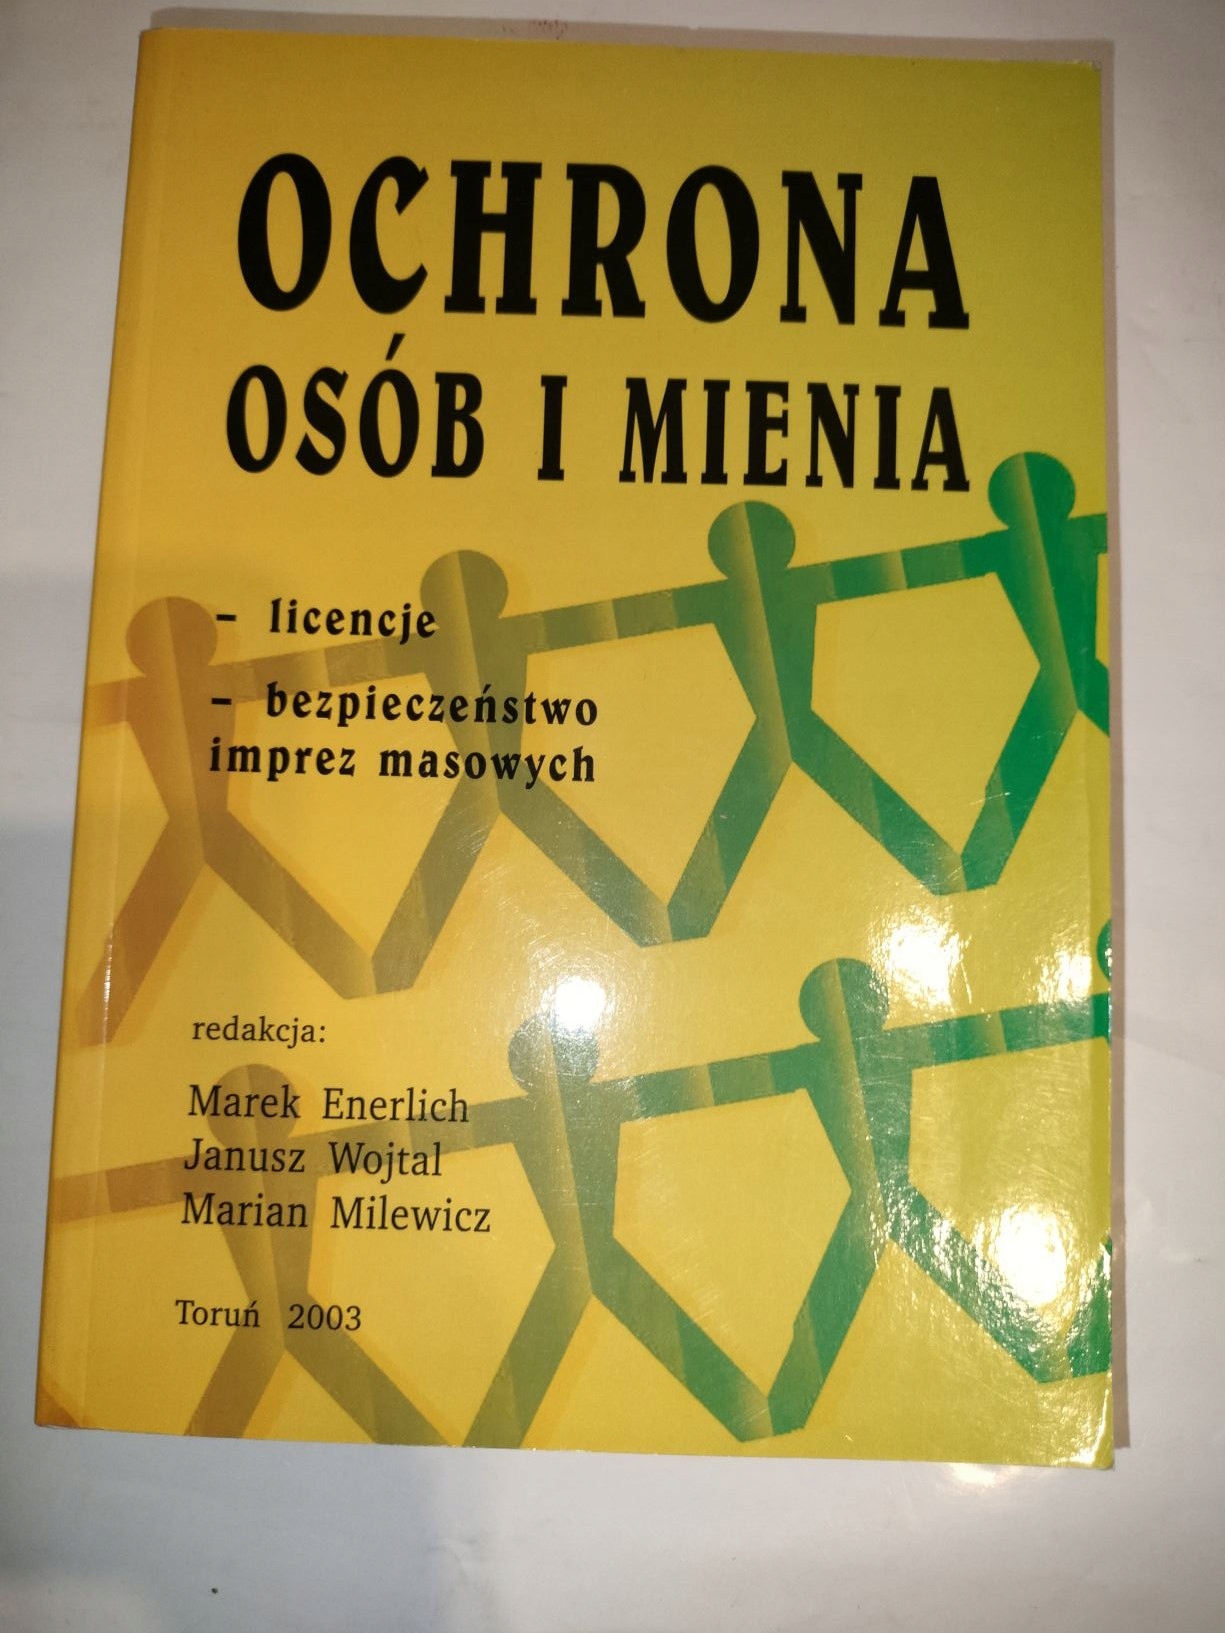 OCHRONA
OSÓB I MIENIA
– licencje
– bezpieczeństwo
imprez masowych
redakcja:
Marek Enerlich
Janusz Wojtal
Marian Milewicz
Toruń 2003